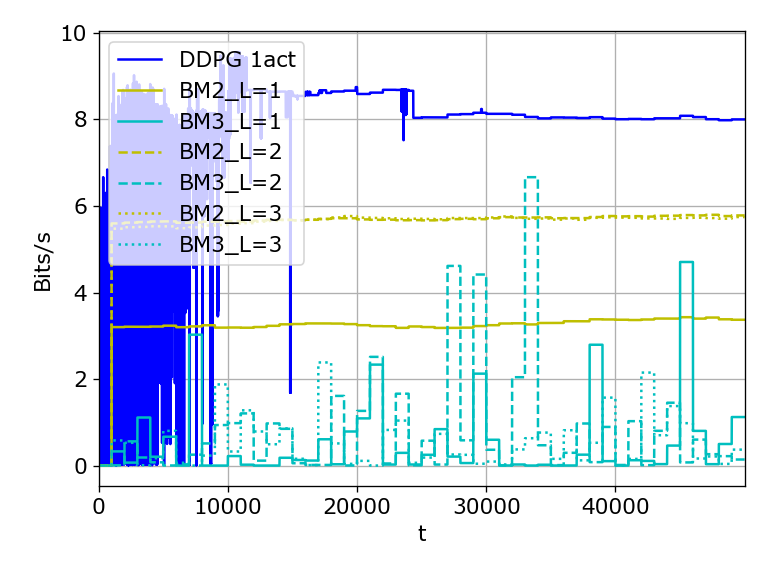 10
8
6
4
2
0
Bits/s
DDPG 1act
BM2_L=1
BM3_L=1
BM2_L=2
BM3_L=2
BM2_L=3
BM3_L=3
0 10000 20000 30000 40000
t